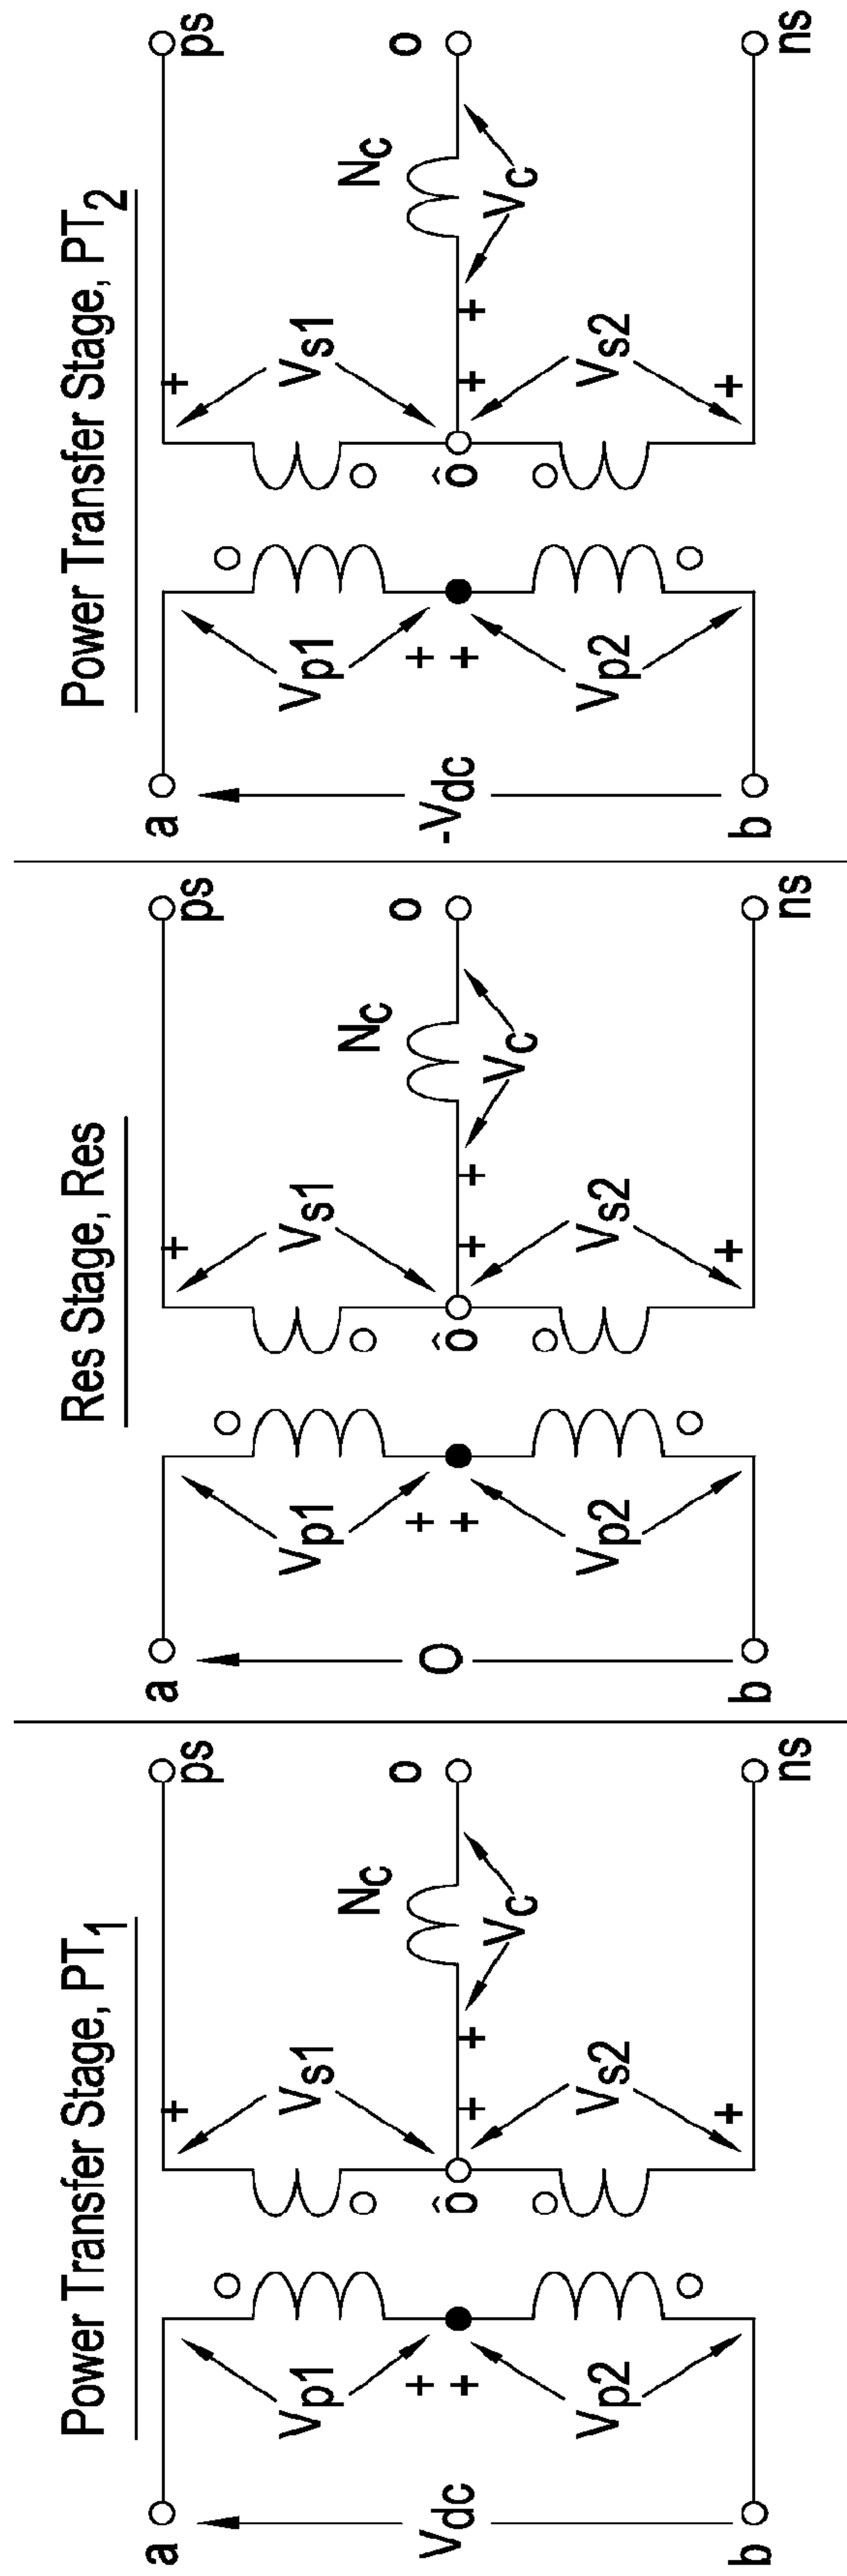 Power Transfer Stage, PT1
a
Vdc
b
Vp1
+
+
Vp2
ô
+
Vs1
+
+
Vs2
+
Nc
Vc
ps
o
ns
Res Stage, Res
a
O
b
Vp1
+
+
Vp2
ô
+
Vs1
+
+
Vs2
+
Nc
Vc
ps
o
ns
Power Transfer Stage, PT2
a
-Vdc
b
Vp1
+
+
Vp2
ô
+
Vs1
+
+
Vs2
+
Nc
Vc
ps
o
ns